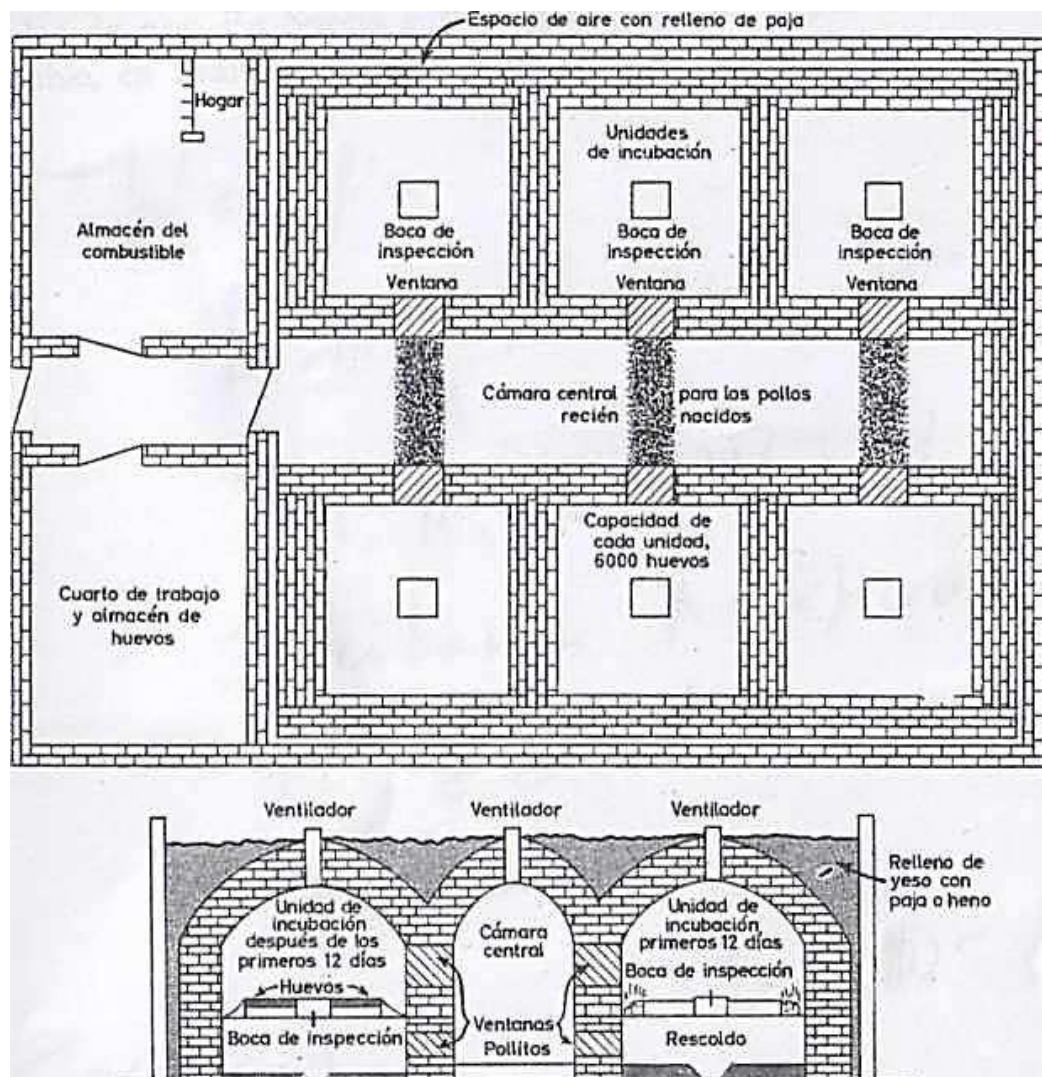 Espacio de aire con relleno de paja
Hogar
Almacén del
combustible
Unidades
de incubación
Boca de
inspección
Ventana
Boca de
inspección
Ventana
Boca de
inspección
Ventana
Cámara central para los pollos
recién nacidos
Capacidad de
cada unidad,
6000 huevos
Cuarto de trabajo
y almacén de
huevos
Ventilador Ventilador Ventilador
Relleno de
yeso con
paja o heno
Unidad de
incubación
después de los
primeros 12 días
Huevos
Boca de inspección
Cámara
central
Ventanas
Pollitos
Unidad de
incubación
primeros 12 días
Boca de inspección
Rescoldo